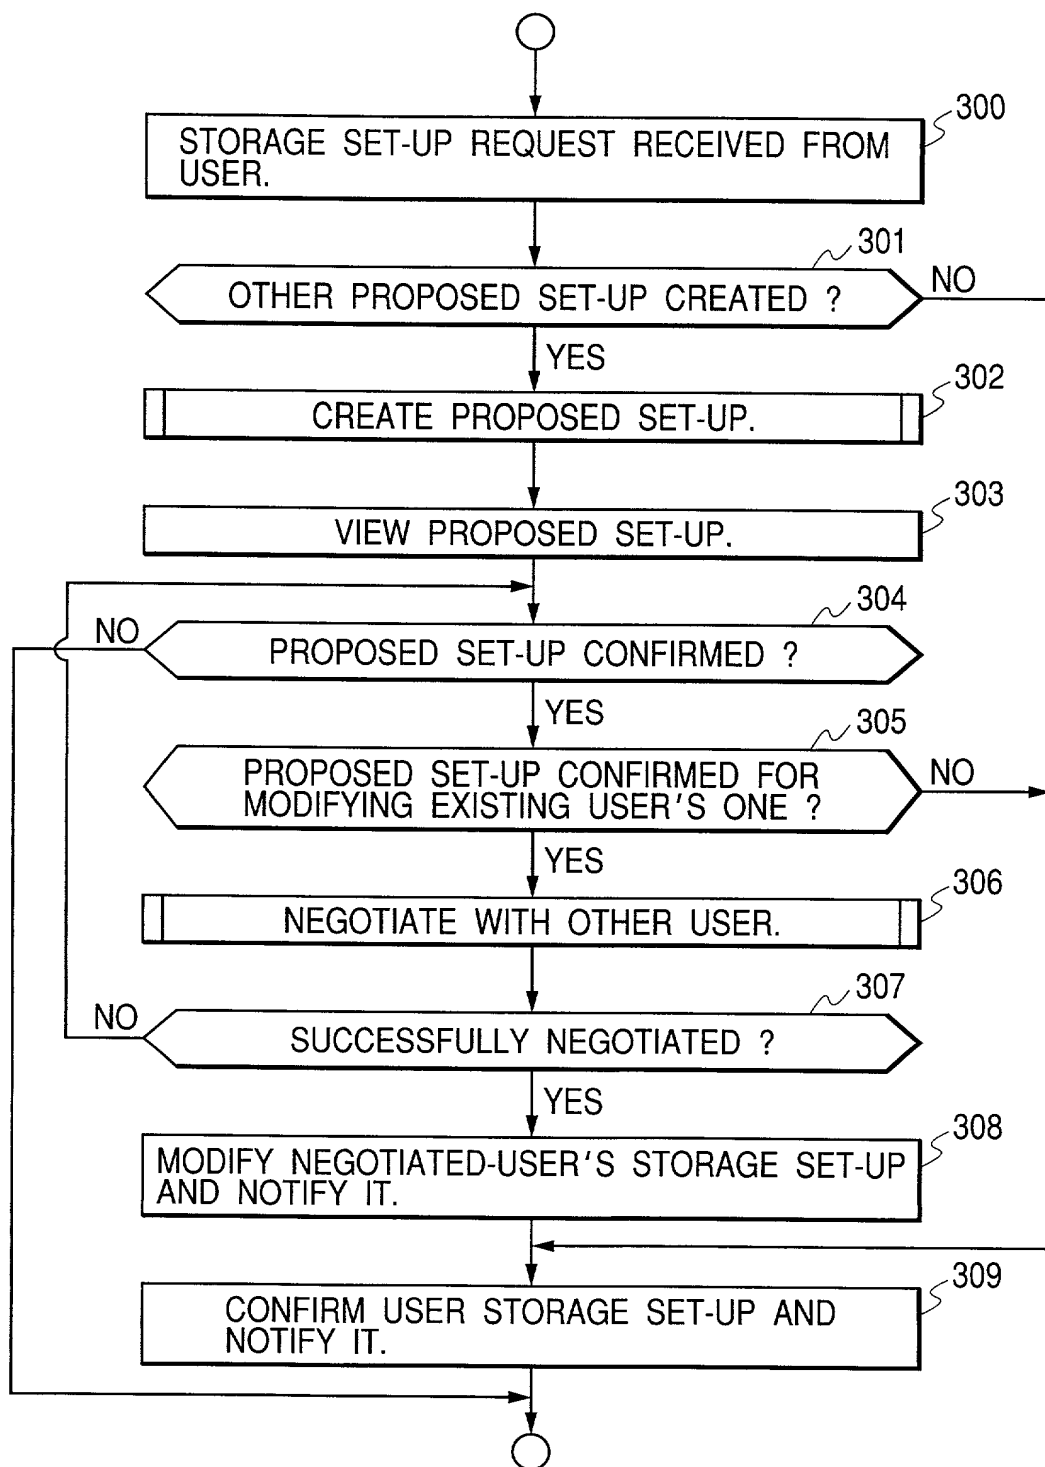 300
STORAGE SET-UP REQUEST RECEIVED FROM
USER.
301
OTHER PROPOSED SET-UP CREATED ?
NO
YES
302
CREATE PROPOSED SET-UP.
303
VIEW PROPOSED SET-UP.
304
NO
PROPOSED SET-UP CONFIRMED ?
YES
305
PROPOSED SET-UP CONFIRMED FOR
MODIFYING EXISTING USER'S ONE ?
NO
YES
306
NEGOTIATE WITH OTHER USER.
307
NO
SUCCESSFULLY NEGOTIATED ?
YES
308
MODIFY NEGOTIATED-USER'S STORAGE SET-UP
AND NOTIFY IT.
309
CONFIRM USER STORAGE SET-UP AND
NOTIFY IT.